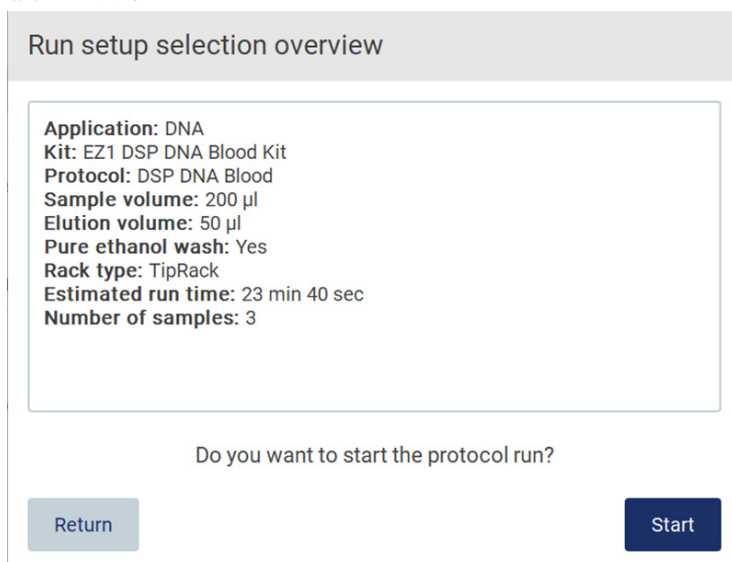 Run setup selection overview
Application: DNA
Kit: EZ1 DSP DNA Blood Kit
Protocol: DSP DNA Blood
Sample volume: 200 µl
Elution volume: 50 µl
Pure ethanol wash: Yes
Rack type: TipRack
Estimated run time: 23 min 40 sec
Number of samples: 3
Do you want to start the protocol run?
Return
Start